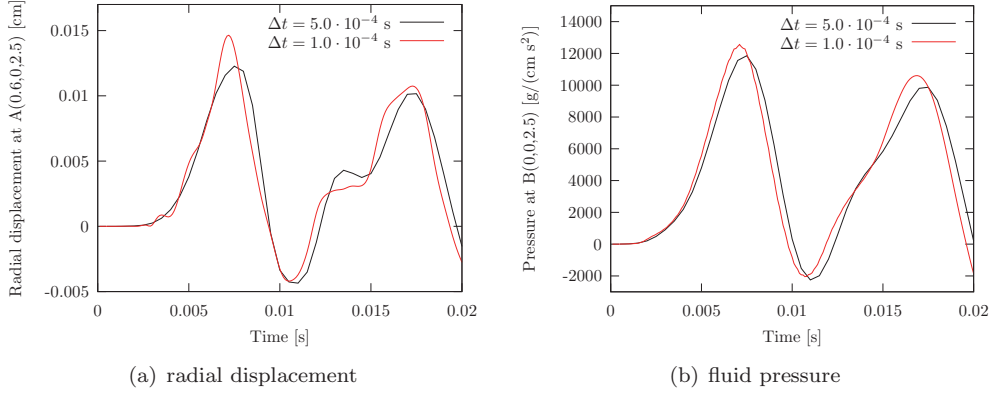 Radial displacement at A(0.6,0,2.5) [cm]
0.015
0.01
0.005
0
-0.005
Δt = 5.0 · 10⁻⁴ s
Δt = 1.0 · 10⁻⁴ s
0 0.005 0.01 0.015 0.02
Time [s]
(a) radial displacement
Pressure at B(0,0,2.5) [g/(cm s²)]
14000
12000
10000
8000
6000
4000
2000
0
-2000
Δt = 5.0 · 10⁻⁴ s
Δt = 1.0 · 10⁻⁴ s
0 0.005 0.01 0.015 0.02
Time [s]
(b) fluid pressure